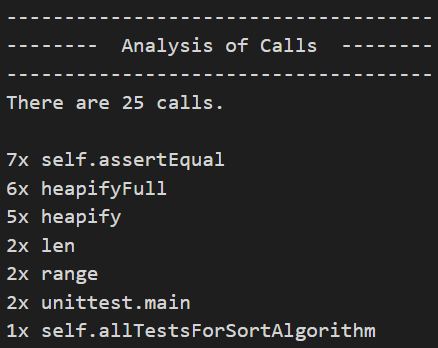 ---------------------------------------
--------  Analysis of Calls  --------
---------------------------------------
There are 25 calls.
7x self.assertEqual
6x heapifyFull
5x heapify
2x len
2x range
2x unittest.main
1x self.allTestsForSortAlgorithm